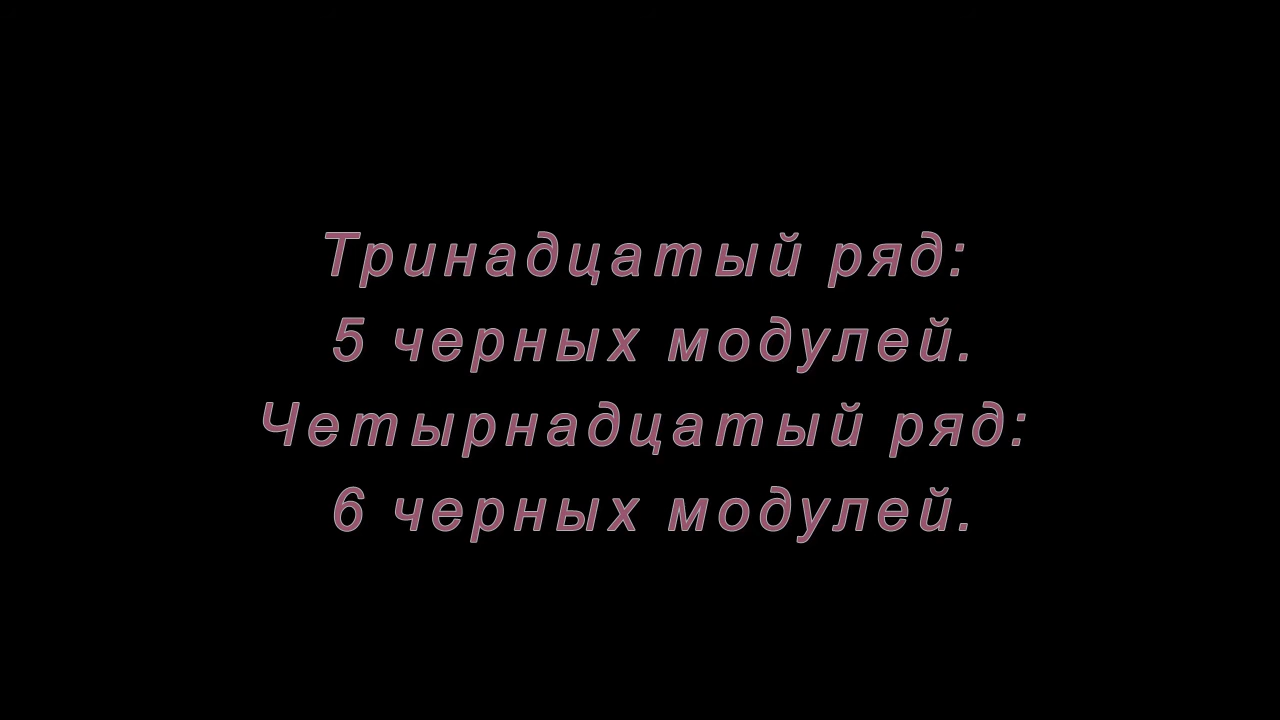 Тринадцатый ряд:
5 черных модулей.
Четырнадцатый ряд:
6 черных модулей.